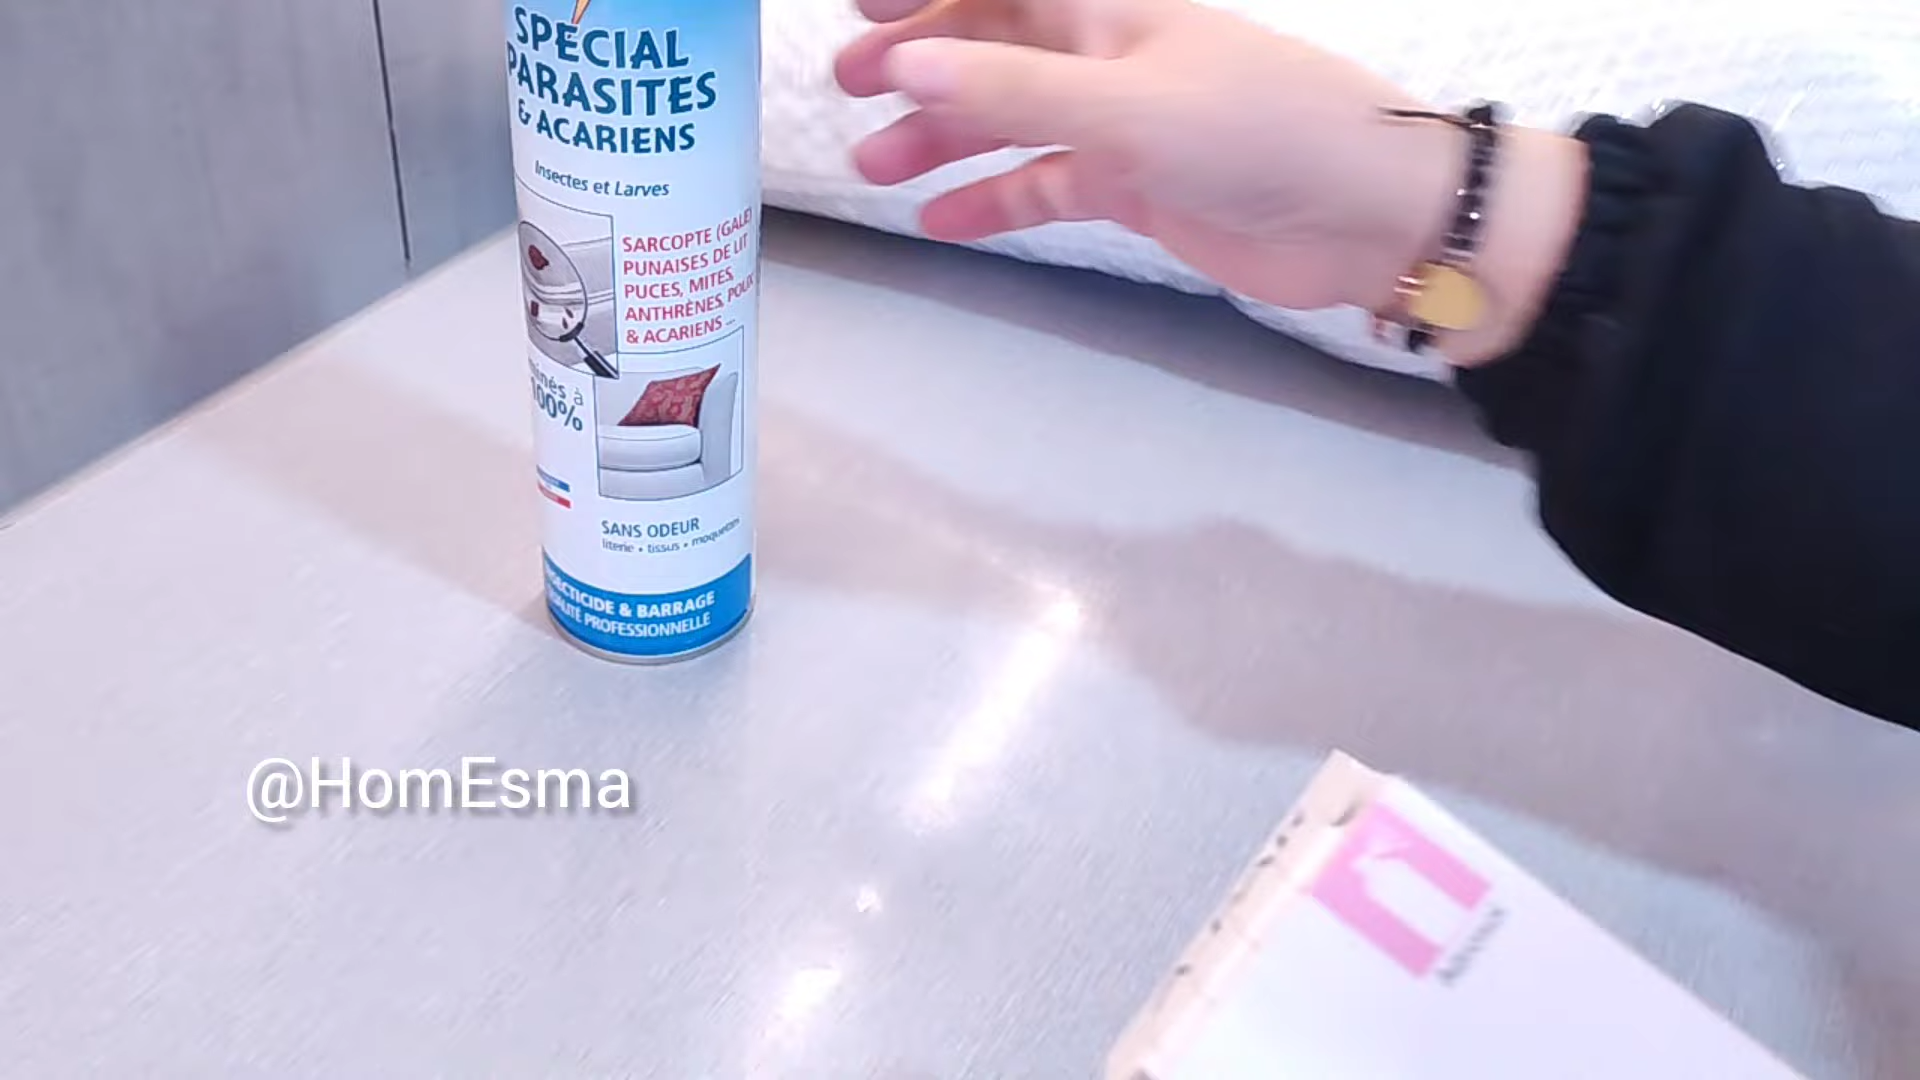 SPÉCIAL
PARASITES
& ACARIENS
Insectes et Larves
SARCOPTE (GALE)
PUNAISES DE LIT
PUCES, MITES,
ANTHRÈNES, POUX
& ACARIENS ...
à
100%
SANS ODEUR
literie • tissus • moquettes
INSECTICIDE & BARRAGE
QUALITÉ PROFESSIONNELLE
@HomEsma